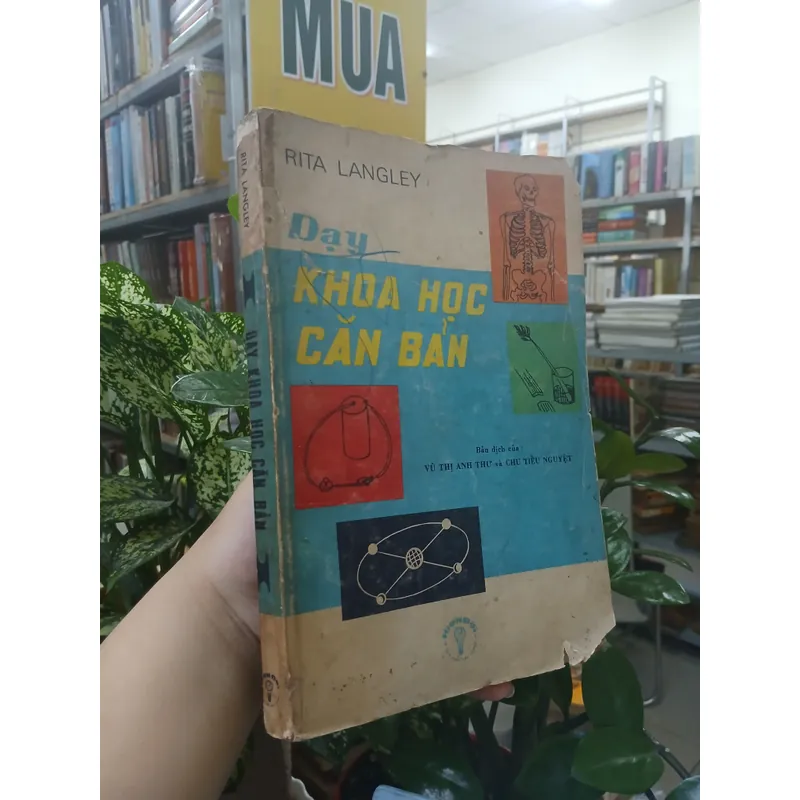 MUA
RITA LANGLEY
Dạy
KHOA HỌC
CĂN BẢN
Bản dịch của
VŨ THỊ ANH THƯ và CHU TIỂU NGUYỆT
RITA LANGLEY
DẠY KHOA HỌC CĂN BẢN